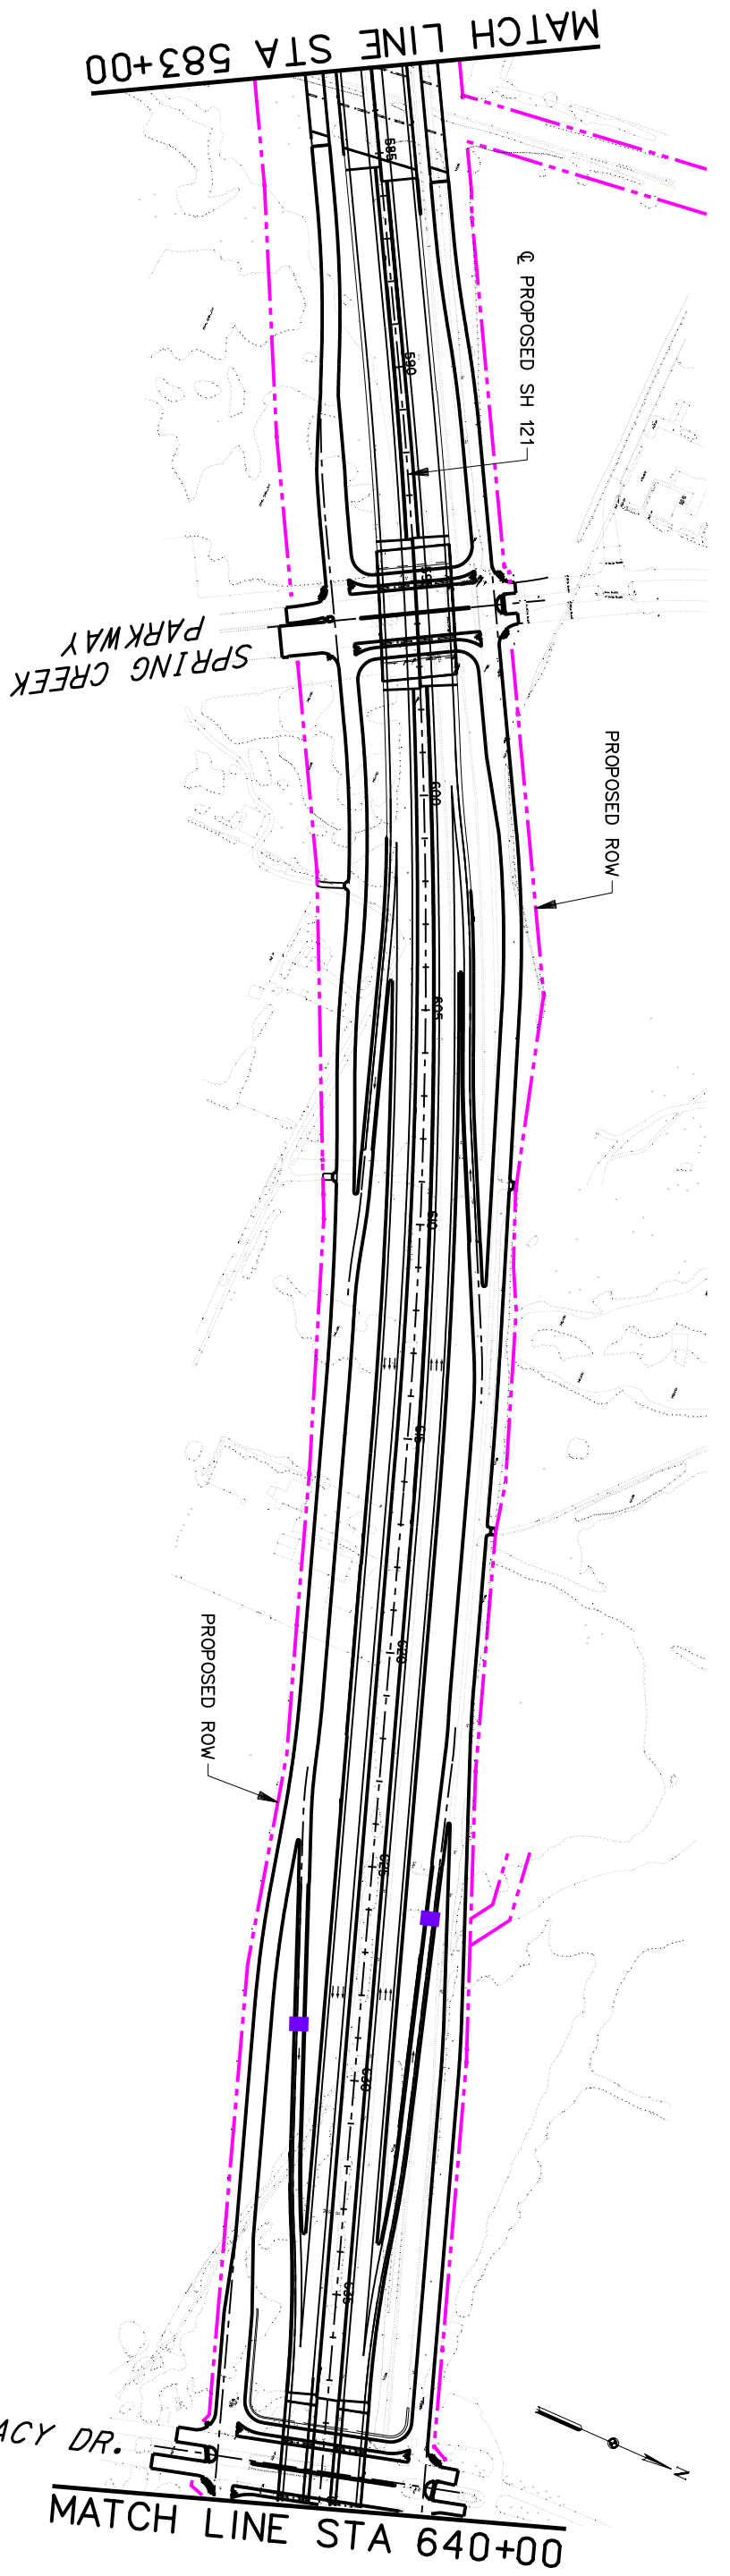 MATCH LINE STA 583+00
585
℄ PROPOSED SH 121
590
SPRING CREEK
PARKWAY
PROPOSED ROW
600
605
610
615
620
PROPOSED ROW
625
630
635
ACY DR.
N
MATCH LINE STA 640+00